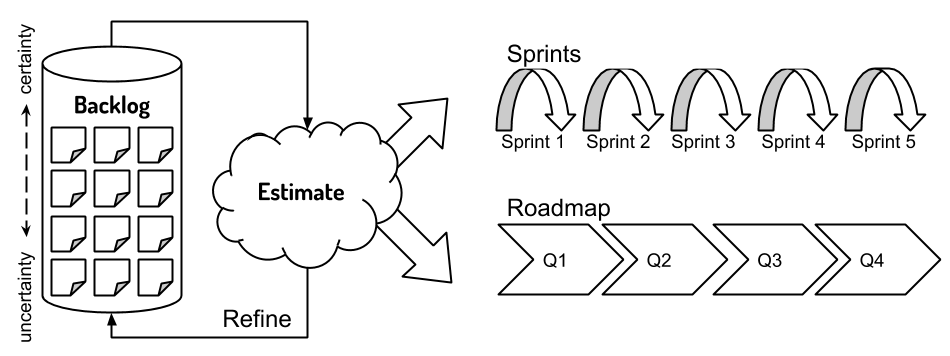 certainty
uncertainty
Backlog
Estimate
Refine
Sprints
Sprint 1
Sprint 2
Sprint 3
Sprint 4
Sprint 5
Roadmap
Q1
Q2
Q3
Q4